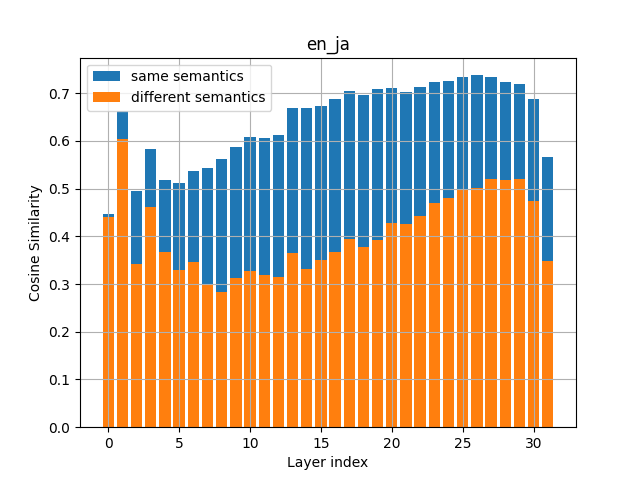 en_ja
same semantics
different semantics
Cosine Similarity
0.7
0.6
0.5
0.4
0.3
0.2
0.1
0.0
0 5 10 15 20 25 30
Layer index